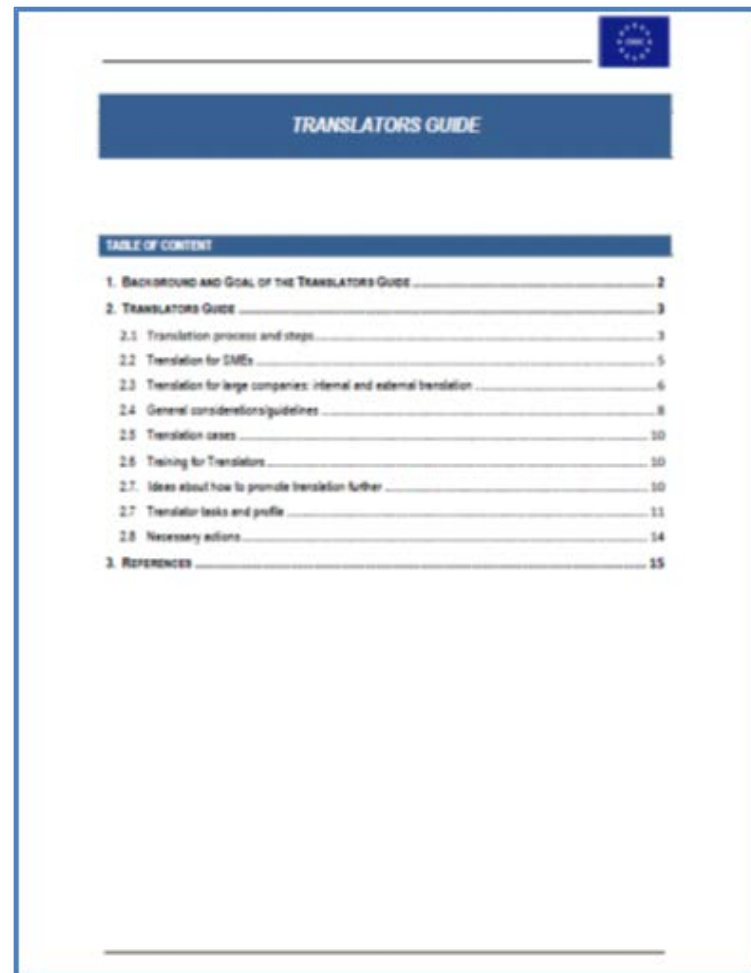 TRANSLATORS GUIDE
TABLE OF CONTENT
1. BACKGROUND AND GOAL OF THE TRANSLATORS GUIDE 2
2. TRANSLATORS GUIDE 3
2.1 Translation process and steps 3
2.2 Translation for SMEs 5
2.3 Translation for large companies: internal and external translation 6
2.4 General considerations/guidelines 8
2.5 Translation cases 10
2.6 Training for Translators 10
2.7. Ideas about how to promote translation further 10
2.7 Translator tasks and profile 11
2.8 Necessary actions 14
3. REFERENCES 15